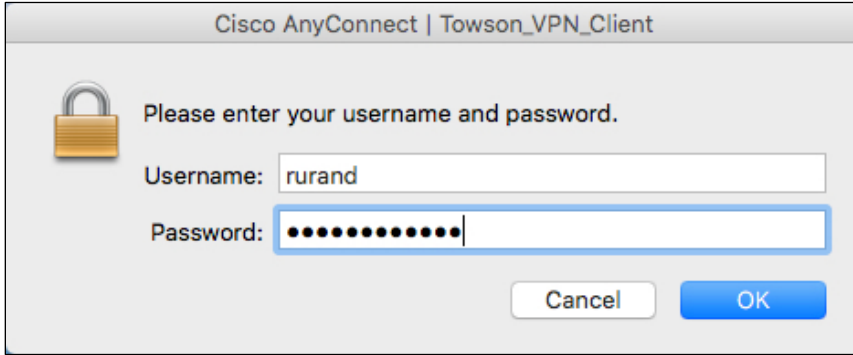 Cisco AnyConnect | Towson_VPN_Client
Please enter your username and password.
Username: rurand
Password: ••••••••••••
Cancel OK